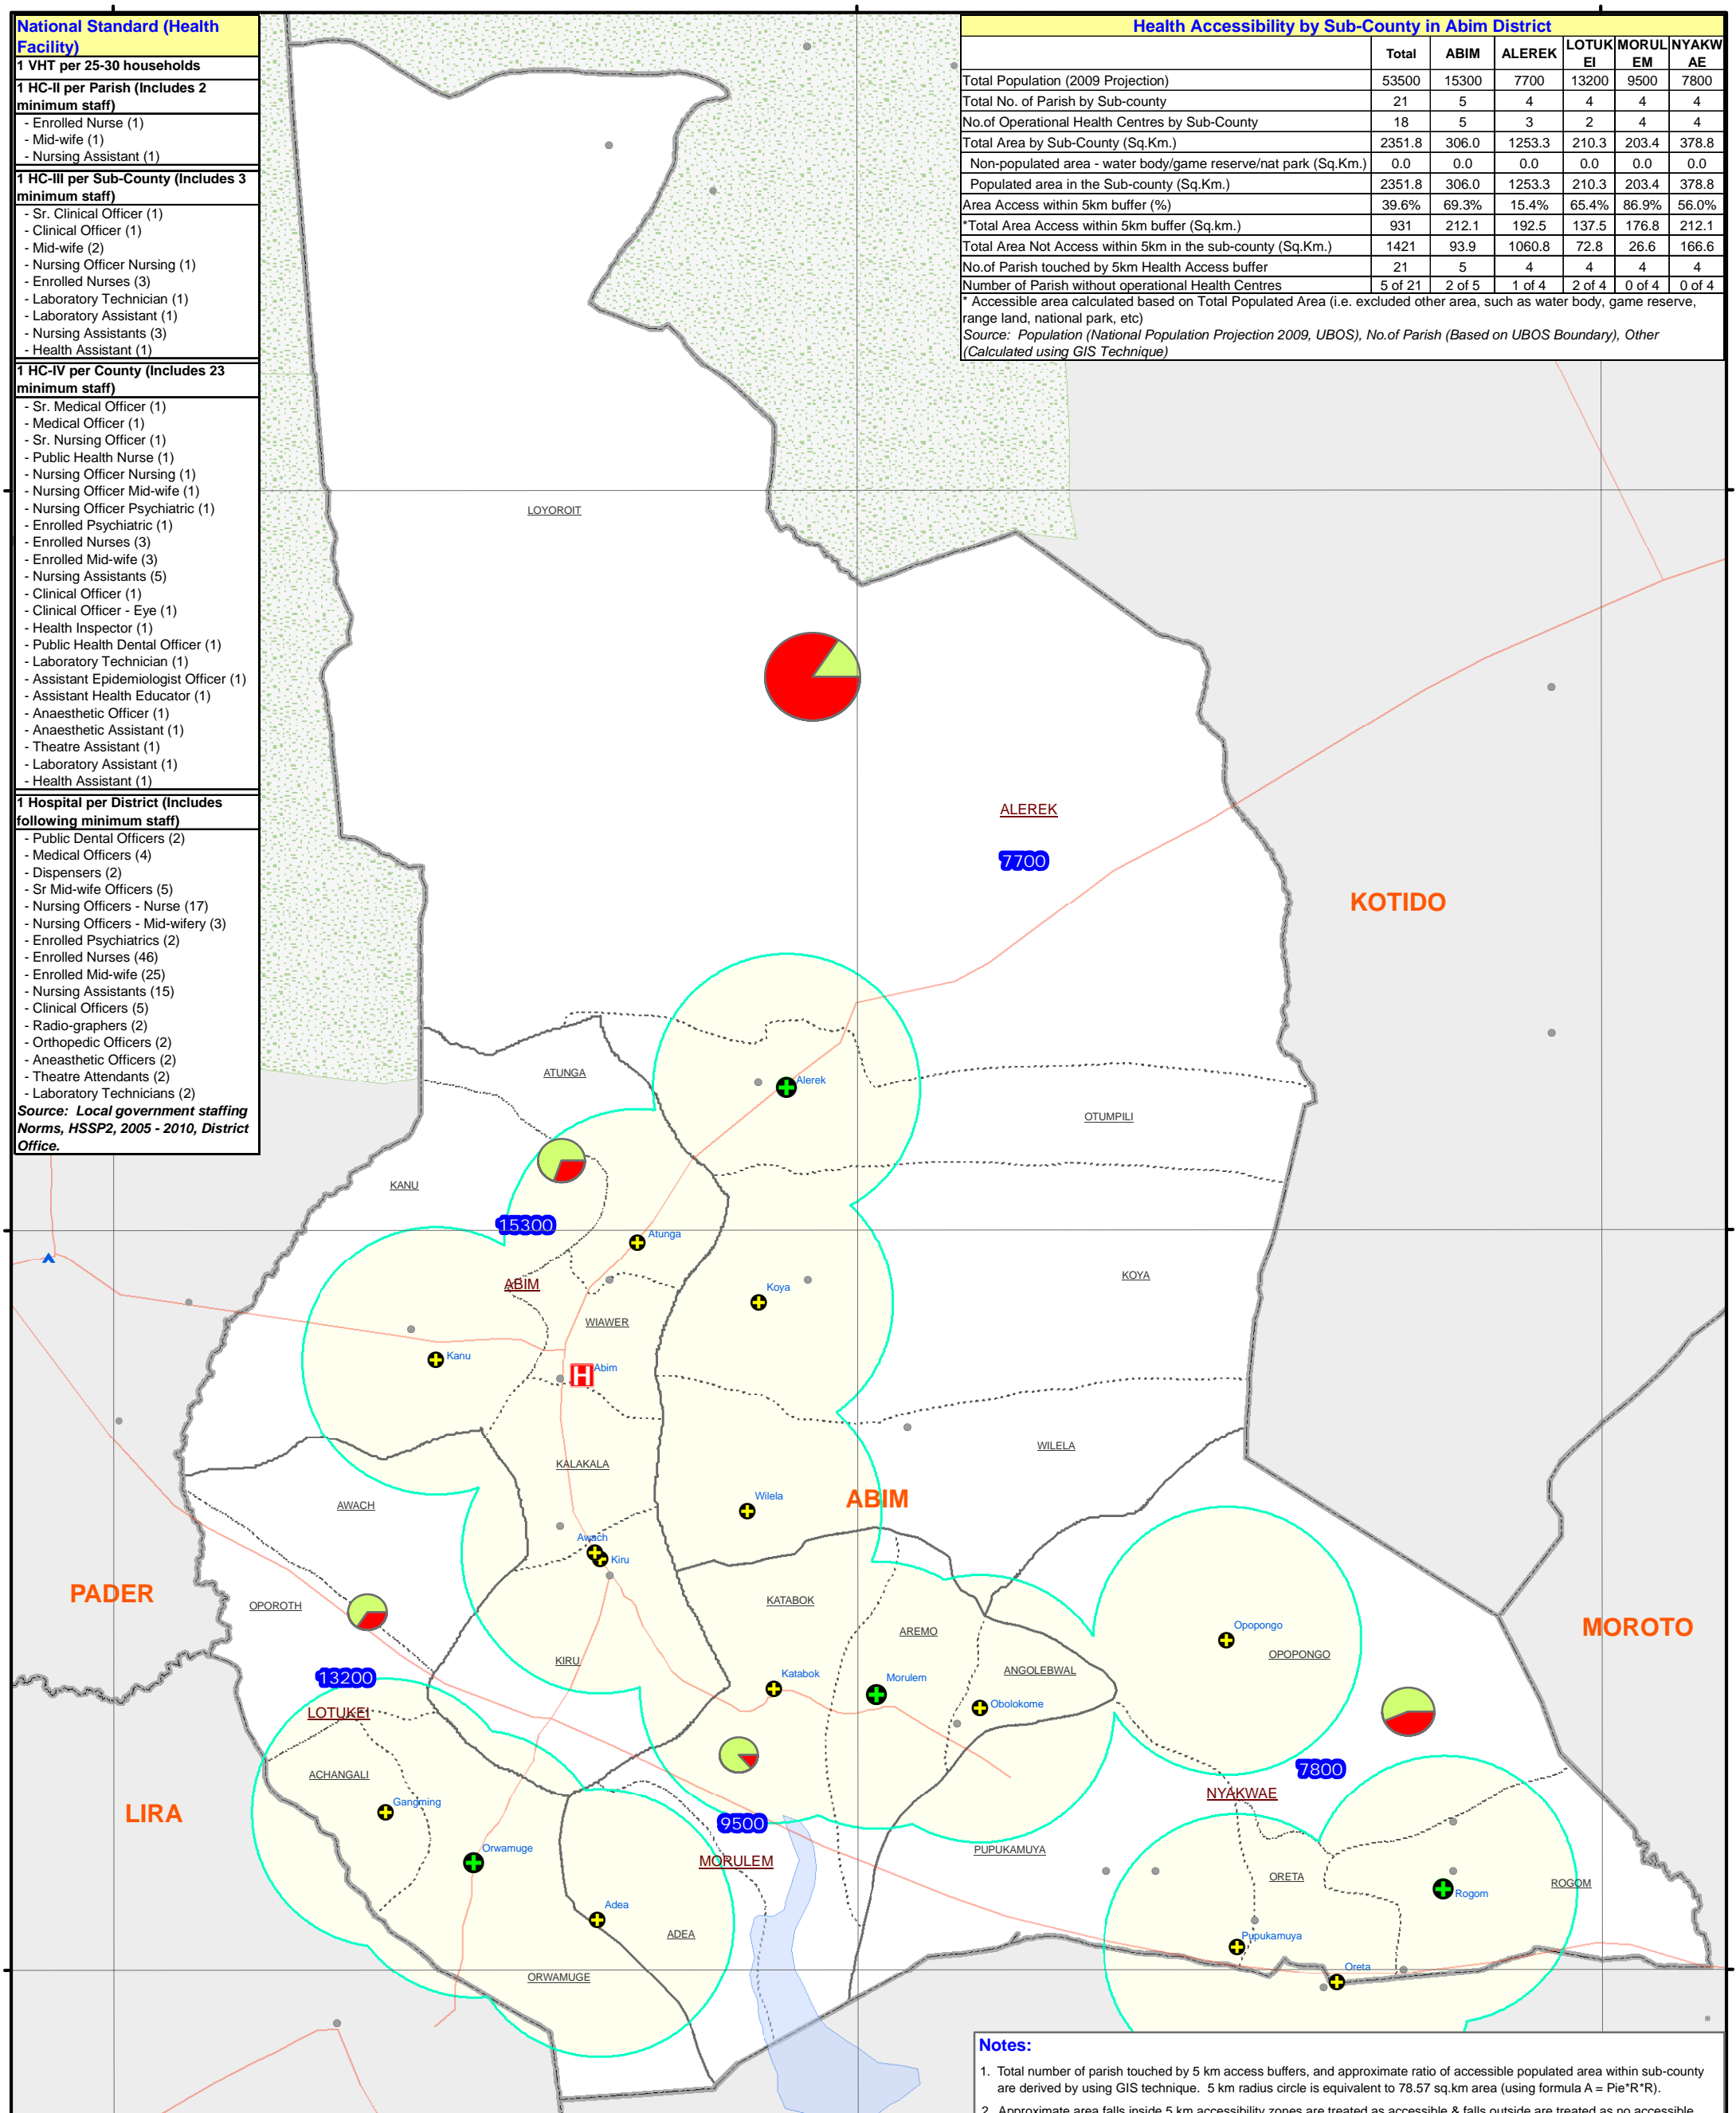 National Standard (Health
Facility)
1 VHT per 25-30 households
1 HC-II per Parish (Includes 2
minimum staff)
- Enrolled Nurse (1)
- Mid-wife (1)
- Nursing Assistant (1)
1 HC-III per Sub-County (Includes 3
minimum staff)
- Sr. Clinical Officer (1)
- Clinical Officer (1)
- Mid-wife (2)
- Nursing Officer Nursing (1)
- Enrolled Nurses (3)
- Laboratory Technician (1)
- Laboratory Assistant (1)
- Nursing Assistants (3)
- Health Assistant (1)
1 HC-IV per County (Includes 23
minimum staff)
- Sr. Medical Officer (1)
- Medical Officer (1)
- Sr. Nursing Officer (1)
- Public Health Nurse (1)
- Nursing Officer Nursing (1)
- Nursing Officer Mid-wife (1)
- Nursing Officer Psychiatric (1)
- Enrolled Psychiatric (1)
- Enrolled Nurses (3)
- Enrolled Mid-wife (3)
- Nursing Assistants (5)
- Clinical Officer (1)
- Clinical Officer - Eye (1)
- Health Inspector (1)
- Public Health Dental Officer (1)
- Laboratory Technician (1)
- Assistant Epidemiologist Officer (1)
- Assistant Health Educator (1)
- Anaesthetic Officer (1)
- Anaesthetic Assistant (1)
- Theatre Assistant (1)
- Laboratory Assistant (1)
- Health Assistant (1)
1 Hospital per District (Includes
following minimum staff)
- Public Dental Officers (2)
- Medical Officers (4)
- Dispensers (2)
- Sr Mid-wife Officers (5)
- Nursing Officers - Nurse (17)
- Nursing Officers - Mid-wifery (3)
- Enrolled Psychiatrics (2)
- Enrolled Nurses (46)
- Enrolled Mid-wife (25)
- Nursing Assistants (15)
- Clinical Officers (5)
- Radio-graphers (2)
- Orthopedic Officers (2)
- Aneasthetic Officers (2)
- Theatre Attendants (2)
- Laboratory Technicians (2)
Source: Local government staffing
Norms, HSSP2, 2005 - 2010, District
Office.
Health Accessibility by Sub-County in Abim District
Total ABIM ALEREK LOTUKEI MORULEM NYAKWAE
Total Population (2009 Projection) 53500 15300 7700 13200 9500 7800
Total No. of Parish by Sub-county 21 5 4 4 4 4
No.of Operational Health Centres by Sub-County 18 5 3 2 4 4
Total Area by Sub-County (Sq.Km.) 2351.8 306.0 1253.3 210.3 203.4 378.8
Non-populated area - water body/game reserve/nat park (Sq.Km.) 0.0 0.0 0.0 0.0 0.0 0.0
Populated area in the Sub-county (Sq.Km.) 2351.8 306.0 1253.3 210.3 203.4 378.8
Area Access within 5km buffer (%) 39.6% 69.3% 15.4% 65.4% 86.9% 56.0%
*Total Area Access within 5km buffer (Sq.km.) 931 212.1 192.5 137.5 176.8 212.1
Total Area Not Access within 5km in the sub-county (Sq.Km.) 1421 93.9 1060.8 72.8 26.6 166.6
No.of Parish touched by 5km Health Access buffer 21 5 4 4 4 4
Number of Parish without operational Health Centres 5 of 21 2 of 5 1 of 4 2 of 4 0 of 4 0 of 4
* Accessible area calculated based on Total Populated Area (i.e. excluded other area, such as water body, game reserve,
range land, national park, etc)
Source: Population (National Population Projection 2009, UBOS), No.of Parish (Based on UBOS Boundary), Other
(Calculated using GIS Technique)
LOYOROIT
ALEREK
7700
KOTIDO
ATUNGA
Alerek
OTUMPILI
KANU
15300
Atunga
ABIM
KOYA
Koya
WIAWER
Kanu
H Abim
WILELA
KALAKALA
Wilela
ABIM
AWACH
Awach
Kiru
PADER
OPOROTH
KATABOK
AREMO
Opopongo
MOROTO
KIRU
ANGOLEBWAL
OPOPONGO
13200
Katabok
Morulem
Obolokome
LOTUKEI
7800
ACHANGALI
NYAKWAE
Gangming
LIRA
9500
PUPUKAMUYA
Orwamuge
MORULEM
ORETA
ROGOM
Rogom
Adea
ADEA
Pupukamuya
Oreta
ORWAMUGE
Notes:
1. Total number of parish touched by 5 km access buffers, and approximate ratio of accessible populated area within sub-county
are derived by using GIS technique. 5 km radius circle is equivalent to 78.57 sq.km area (using formula A = Pie*R*R).
2. Approximate area falls inside 5 km accessibility zones are treated as accessible & falls outside are treated as no accessible